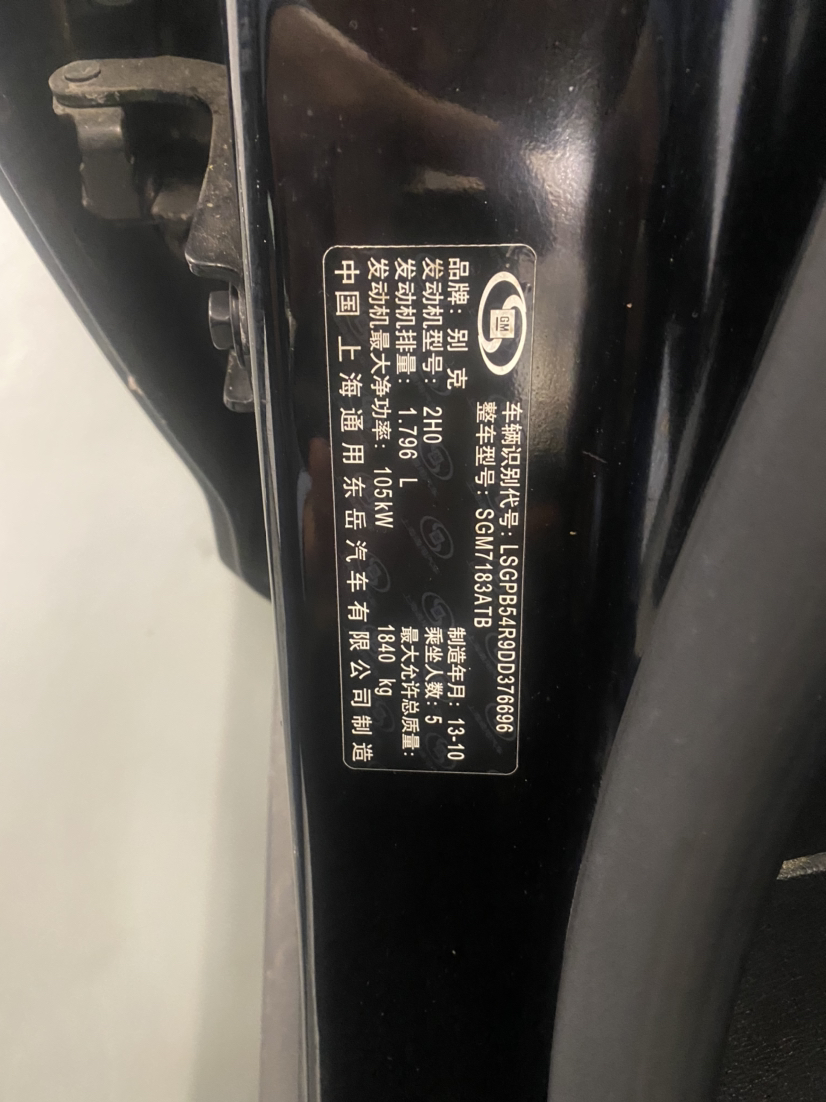 GM
车辆识别代号: LSGPB54R9DD376696
整车型号: SGM7183ATB
品牌: 别 克
制造年月: 13-10
发动机型号: 2H0
乘坐人数: 5
发动机排量: 1.796 L
最大允许总质量:
发动机最大净功率: 105kW
1840 kg
中国 上海通用东岳汽车有限公司制造